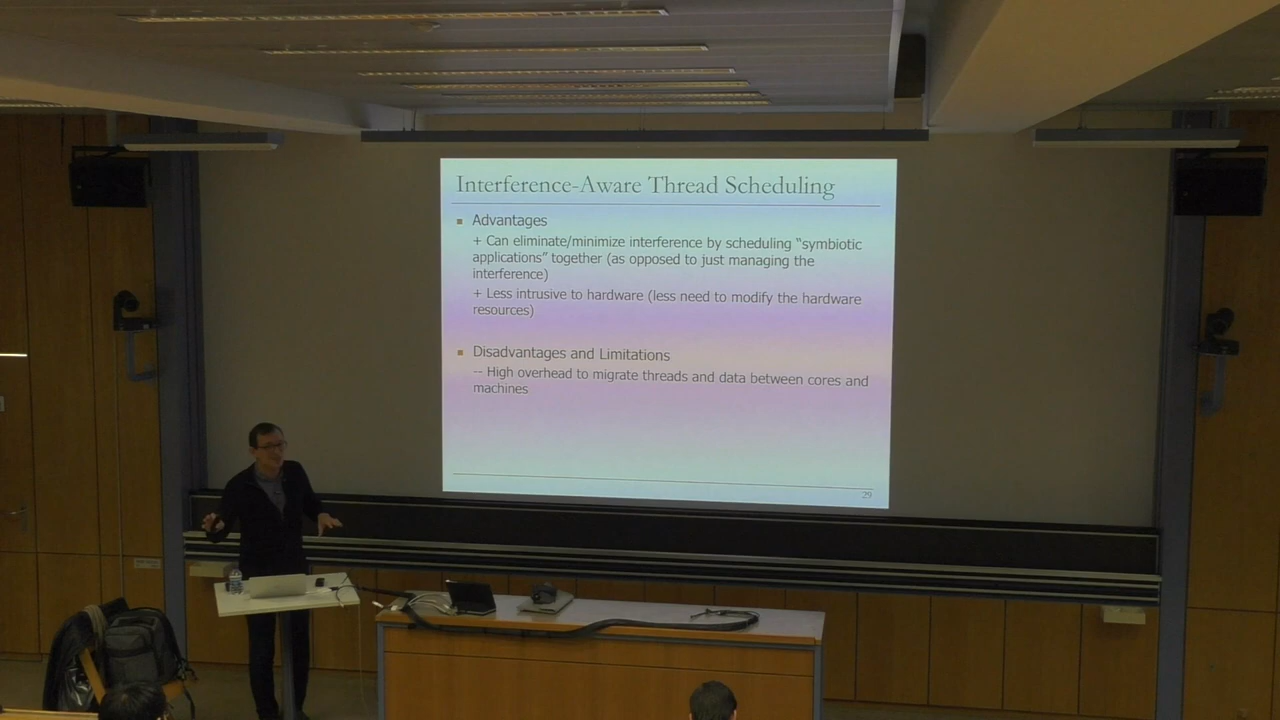 Interference-Aware Thread Scheduling
Advantages
+ Can eliminate/minimize interference by scheduling “symbiotic
applications” together (as opposed to just managing the
interference)
+ Less intrusive to hardware (less need to modify the hardware
resources)
Disadvantages and Limitations
-- High overhead to migrate threads and data between cores and
machines
29